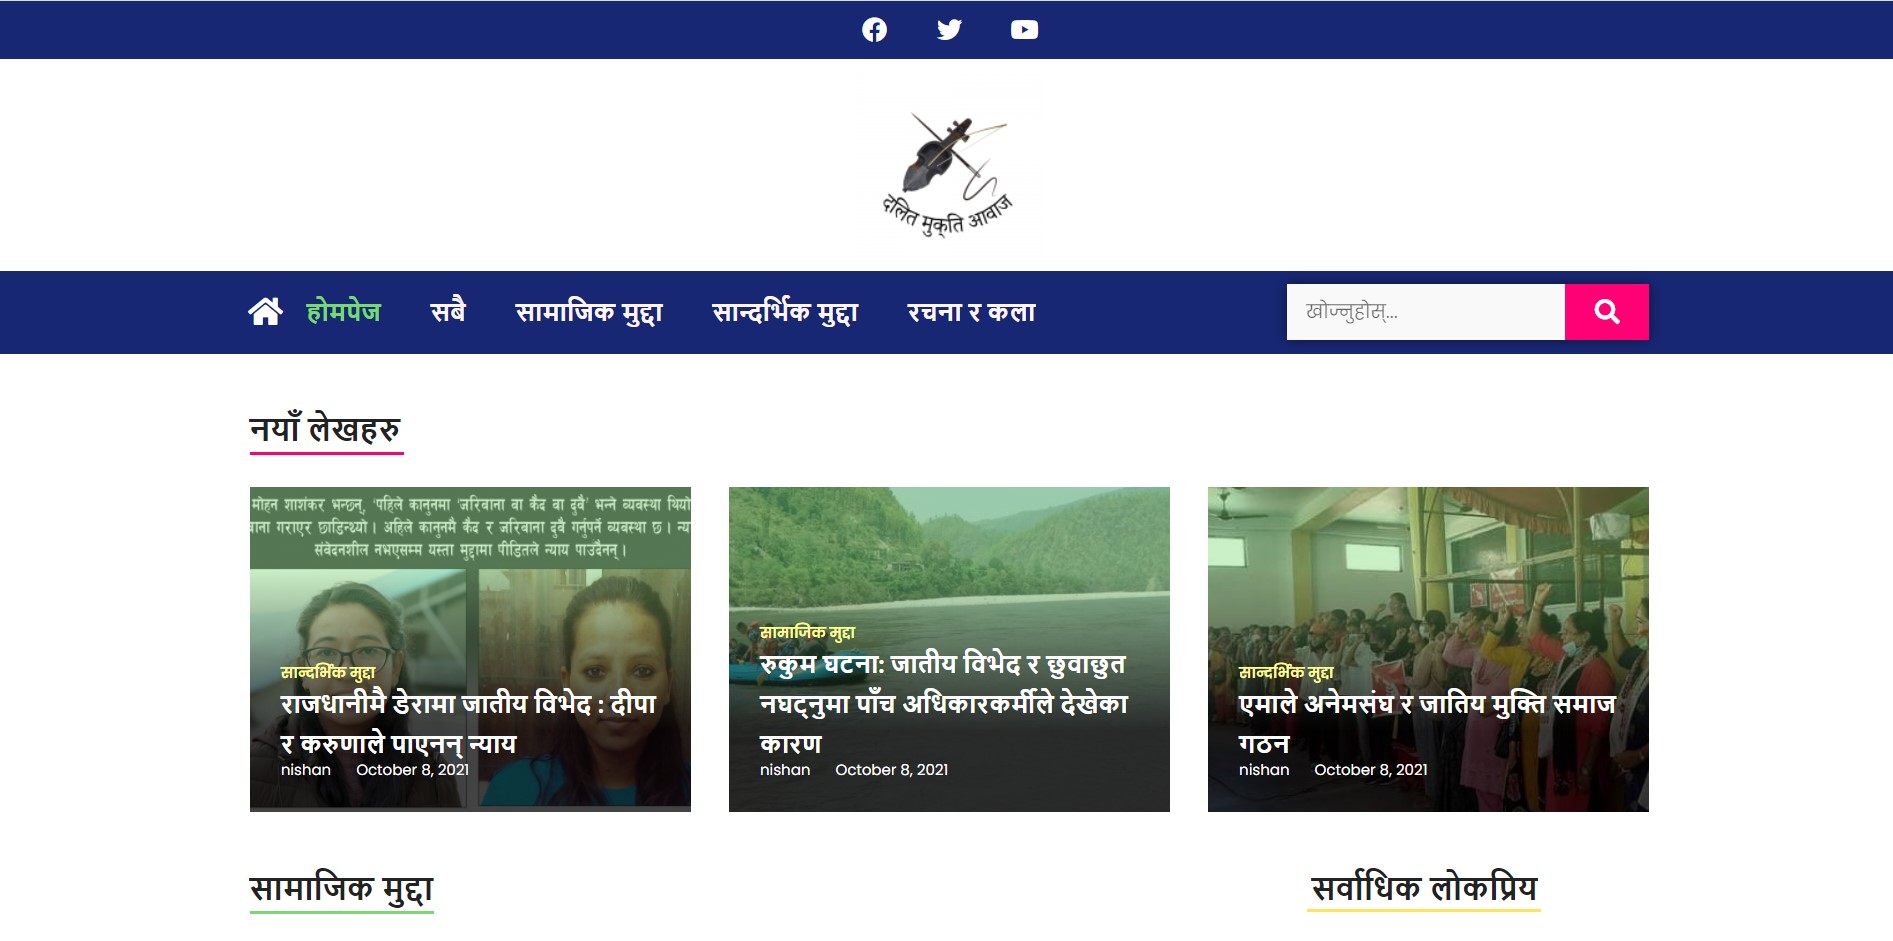 दलित मुक्ति आवाज
होमपेज सबै सामाजिक मुद्दा सान्दर्भिक मुद्दा रचना र कला खोज्नुहोस्...
नयाँ लेखहरु
मोहन शाशंकर भन्छन्, 'पहिले कानुनमा 'जरिवाना वा कैद वा दुवै' भन्ने व्यवस्था थियो
वाना गराएर छाडिन्थ्यो । अहिले कानुनमै कैद र जरिवाना दुवै गर्नुपर्ने व्यवस्था छ । न्या
संवेदनशील नभएसम्म यस्ता मुद्दामा पीडितले न्याय पाउँदैनन् ।
सान्दर्भिक मुद्दा
राजधानीमै डेरामा जातीय विभेद : दीपा
र करुणाले पाएनन् न्याय
nishan October 8, 2021
सामाजिक मुद्दा
रुकुम घटना: जातीय विभेद र छुवाछुत
नघट्नुमा पाँच अधिकारकर्मीले देखेका
कारण
nishan October 8, 2021
सान्दर्भिक मुद्दा
एमाले अनेमसंघ र जातिय मुक्ति समाज
गठन
nishan October 8, 2021
सामाजिक मुद्दा
सर्वाधिक लोकप्रिय